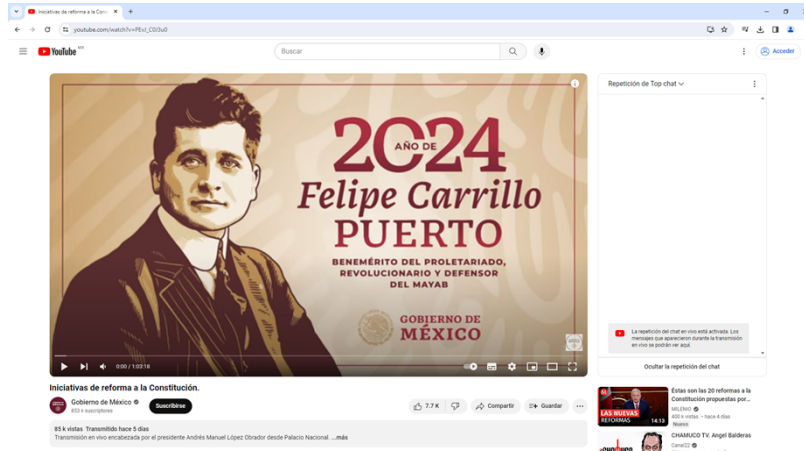 Iniciativas de reforma a la Cons
youtube.com/watch?v=PExJ_C0J3u0
YouTube MX
Buscar
Acceder
2024
AÑO DE
Felipe Carrillo
PUERTO
BENEMÉRITO DEL PROLETARIADO,
REVOLUCIONARIO Y DEFENSOR
DEL MAYAB
GOBIERNO DE
MÉXICO
0:00 / 1:03:18
Repetición de Top chat
La repetición del chat en vivo está activada. Los
mensajes que aparecieron durante la transmisión
en vivo se podrán ver aquí.
Ocultar la repetición del chat
Iniciativas de reforma a la Constitución.
Gobierno de México
853 k suscriptores
Suscribirse
7.7 K
Compartir
Guardar
85 k vistas Transmitido hace 5 días
Transmisión en vivo encabezada por el presidente Andrés Manuel López Obrador desde Palacio Nacional. ...más
LAS NUEVAS
REFORMAS
14:13
Estas son las 20 reformas a la
Constitución propuestas por...
MILENIO
400 k vistas • hace 4 días
Nuevo
CHAMUCO TV. Angel Balderas
Canal22